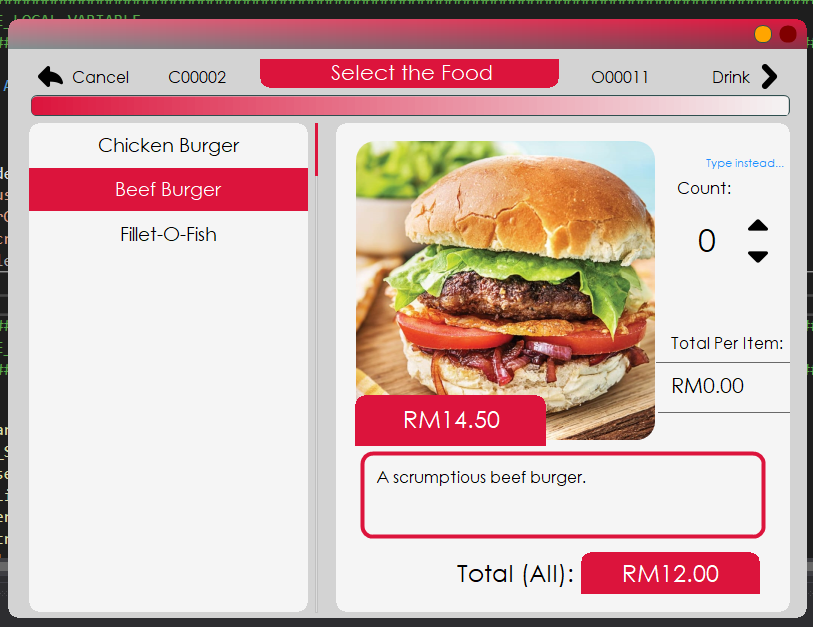 E_LOCAL_VARIABLE
Cancel
C00002
Select the Food
O00011
Drink
Chicken Burger
Beef Burger
Fillet-O-Fish
Type instead...
Count:
0
Total Per Item:
RM0.00
RM14.50
A scrumptious beef burger.
Total (All):
RM12.00